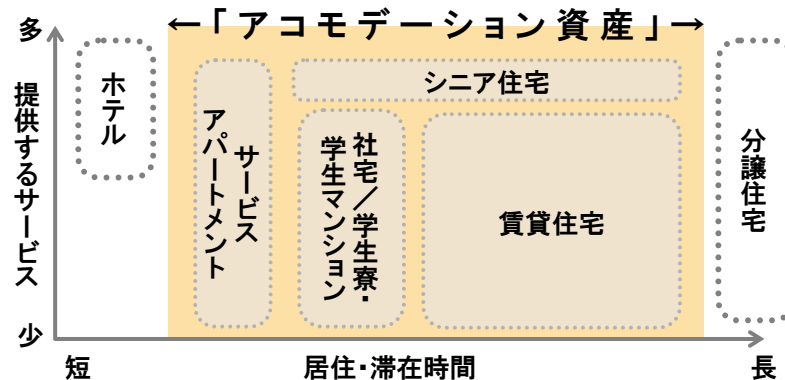 多
←「アコモデーション資産」→
ホテル
サービス
アパートメント
シニア住宅
社宅／学生寮・
学生マンション
賃貸住宅
分譲住宅
提供するサービス
少
短
居住・滞在時間
長